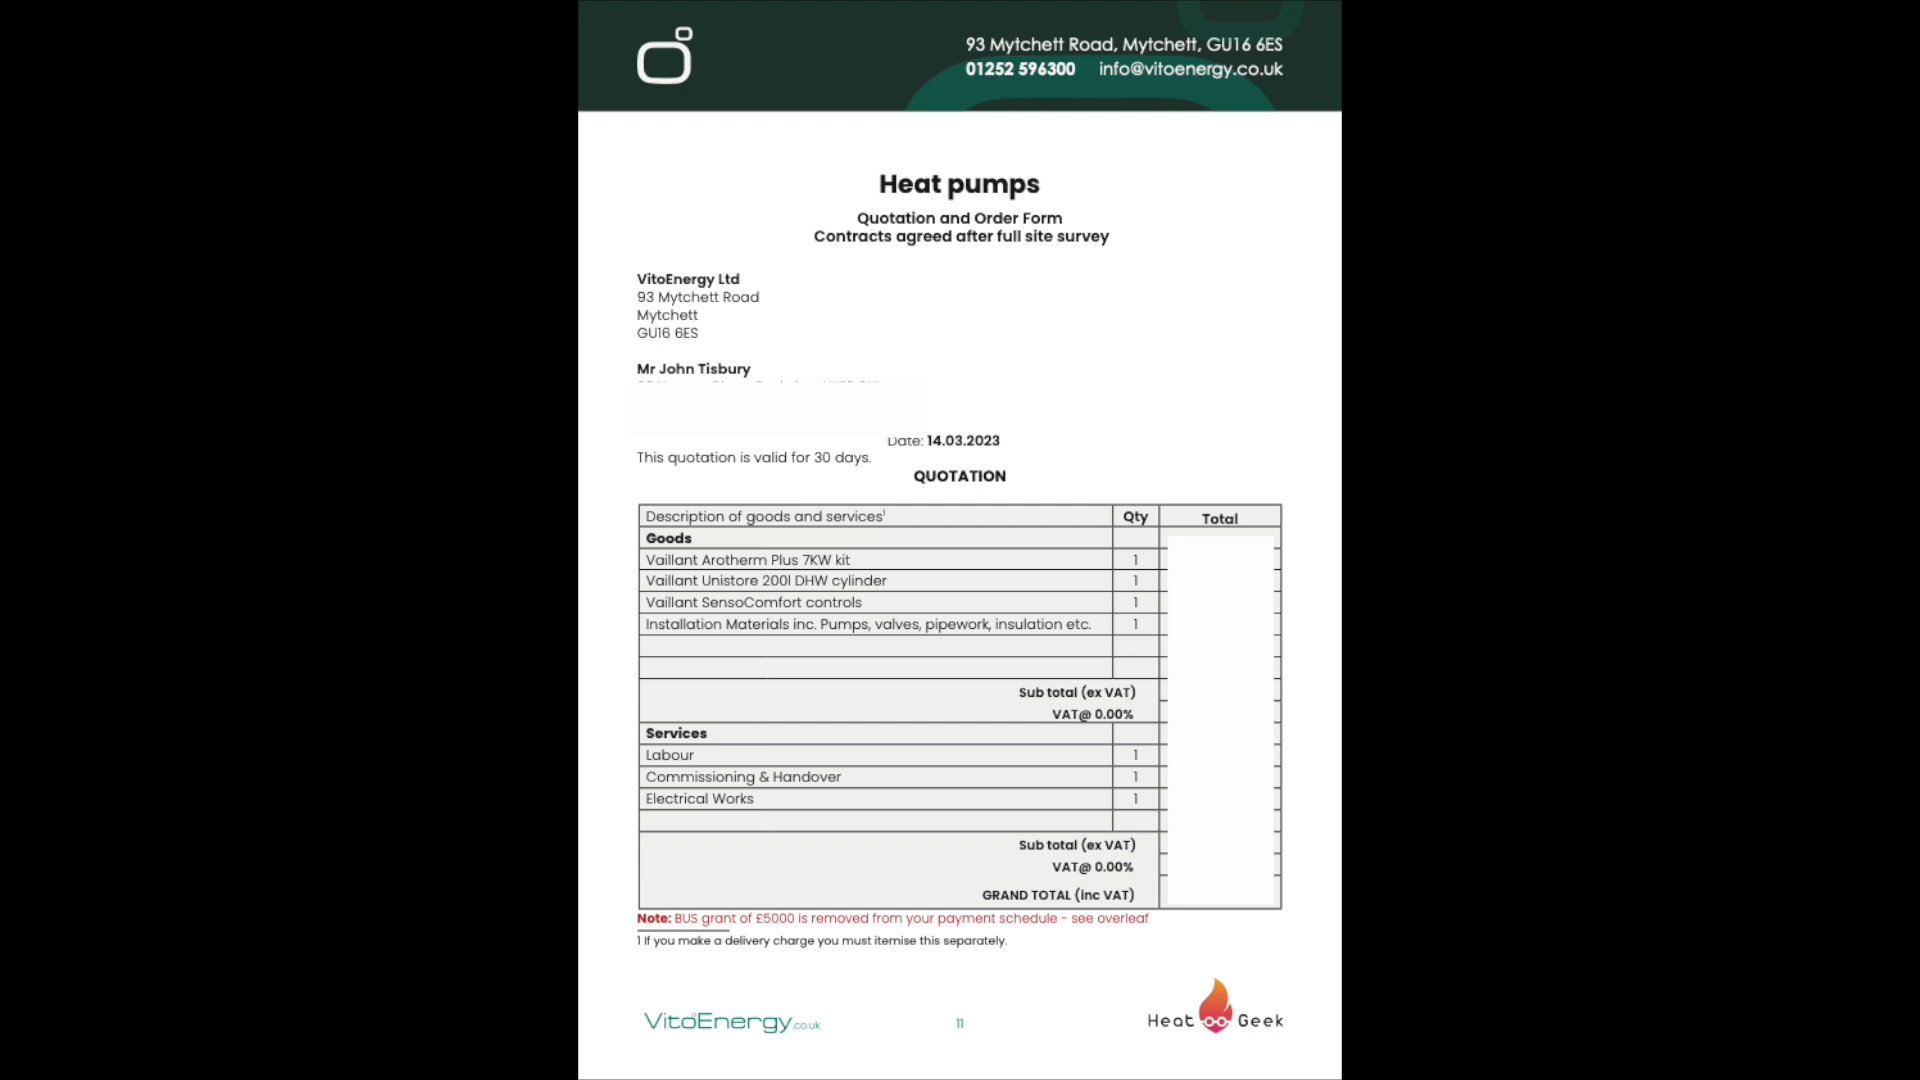 93 Mytchett Road, Mytchett, GU16 6ES
01252 596300 info@vitoenergy.co.uk
Heat pumps
Quotation and Order Form
Contracts agreed after full site survey
VitoEnergy Ltd
93 Mytchett Road
Mytchett
GU16 6ES
Mr John Tisbury
Date: 14.03.2023
This quotation is valid for 30 days.
QUOTATION
Description of goods and services¹ Qty Total
Goods
Vaillant Arotherm Plus 7KW kit 1
Vaillant Unistore 200l DHW cylinder 1
Vaillant SensoComfort controls 1
Installation Materials inc. Pumps, valves, pipework, insulation etc. 1
Sub total (ex VAT)
VAT@ 0.00%
Services
Labour 1
Commissioning & Handover 1
Electrical Works 1
Sub total (ex VAT)
VAT@ 0.00%
GRAND TOTAL (inc VAT)
Note: BUS grant of £5000 is removed from your payment schedule - see overleaf
1 If you make a delivery charge you must itemise this separately.
VitoEnergy.co.uk 11 Heat Geek